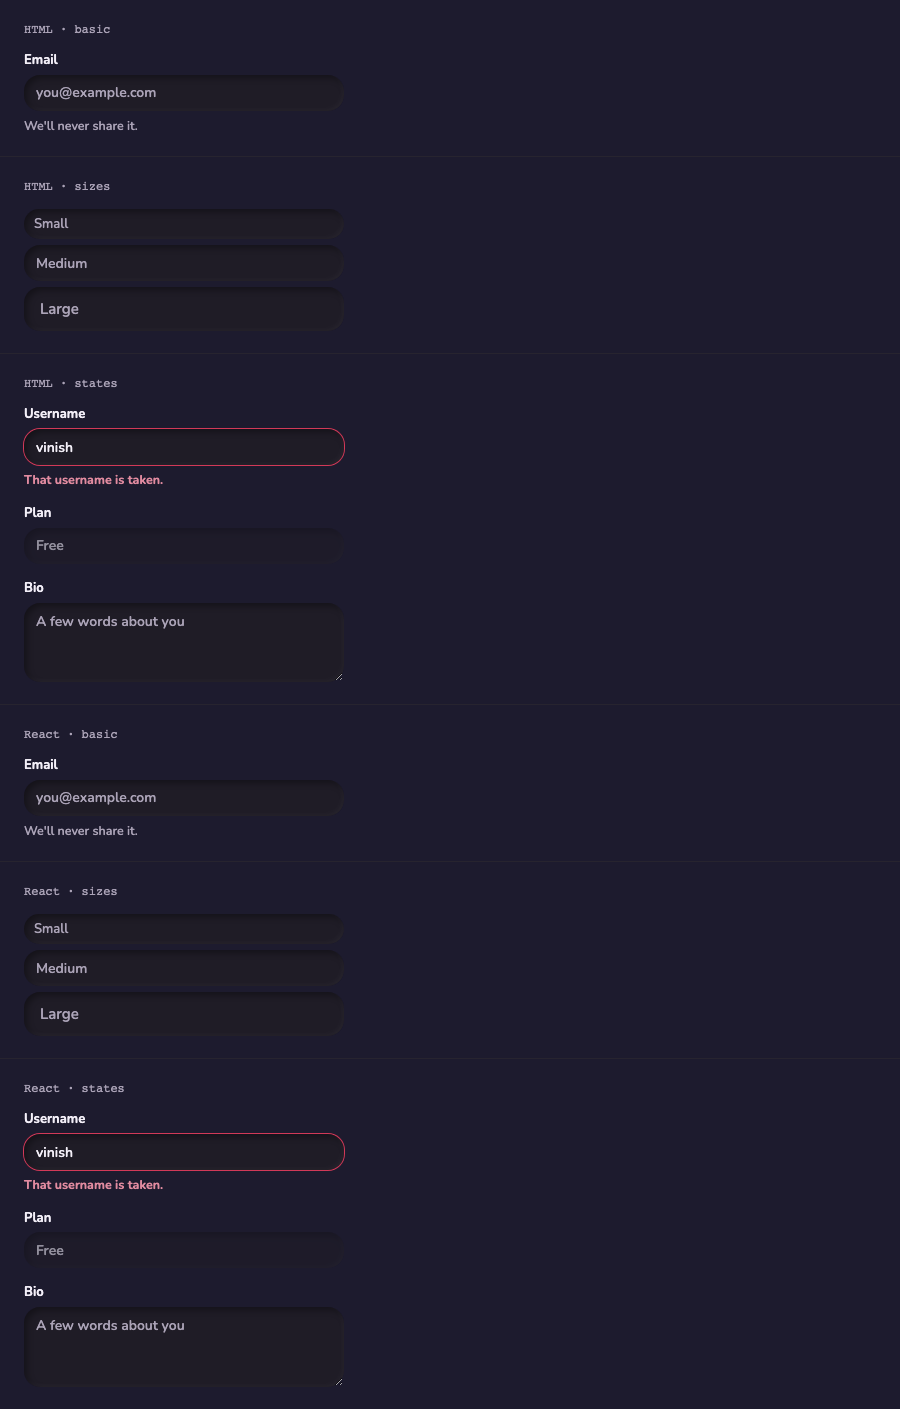 HTML · basic
Email
you@example.com
We'll never share it.
HTML · sizes
Small
Medium
Large
HTML · states
Username
vinish
That username is taken.
Plan
Free
Bio
A few words about you
React · basic
Email
you@example.com
We'll never share it.
React · sizes
Small
Medium
Large
React · states
Username
vinish
That username is taken.
Plan
Free
Bio
A few words about you